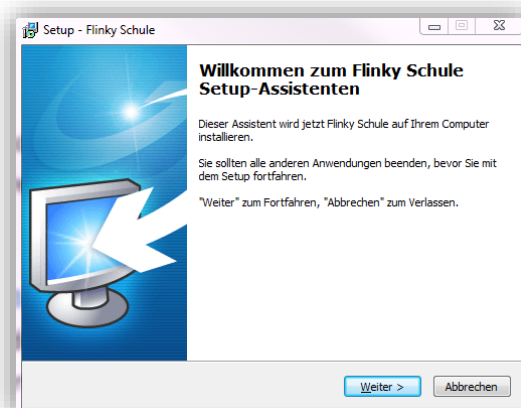 Setup - Flinky Schule
Willkommen zum Flinky Schule
Setup-Assistenten
Dieser Assistent wird jetzt Flinky Schule auf Ihrem Computer
installieren.
Sie sollten alle anderen Anwendungen beenden, bevor Sie mit
dem Setup fortfahren.
"Weiter" zum Fortfahren, "Abbrechen" zum Verlassen.
Weiter >
Abbrechen